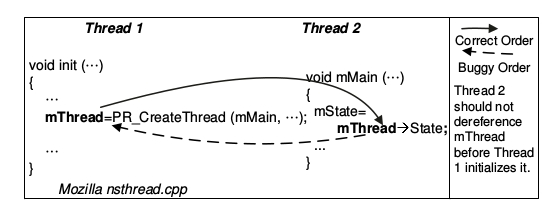 Thread 1
Thread 2
void init (···)
{
...
mThread=PR_CreateThread (mMain, ···);
...
}
void mMain (···)
{
mState=
mThread→State;
...
}
Mozilla nsthread.cpp
Correct Order
Buggy Order
Thread 2
should not
dereference
mThread
before Thread
1 initializes it.